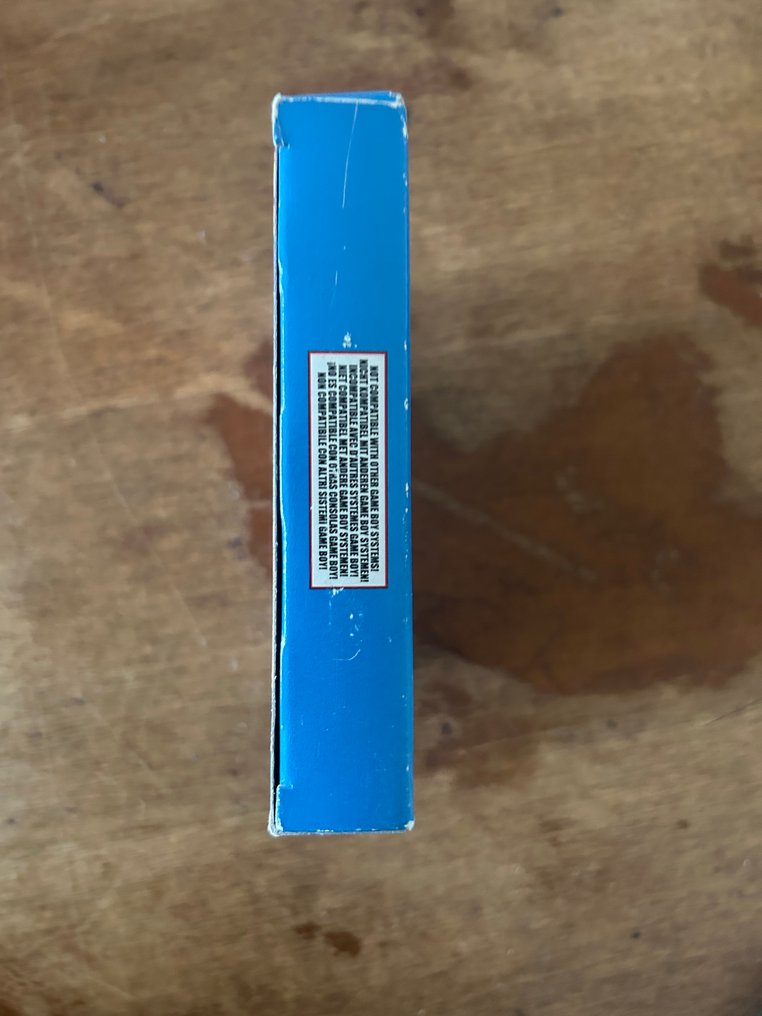 NOT COMPATIBLE WITH OTHER GAME BOY SYSTEMS!
NICHT KOMPATIBEL MIT ANDEREN GAME BOY SYSTEMEN!
INCOMPATIBLE AVEC D'AUTRES SYSTEMES GAME BOY!
NIET COMPATIBEL MET ANDERE GAME BOY SYSTEMEN!
¡NO ES COMPATIBLE CON OTRAS CONSOLAS GAME BOY!
NON COMPATIBILE CON ALTRI SISTEMI GAME BOY!